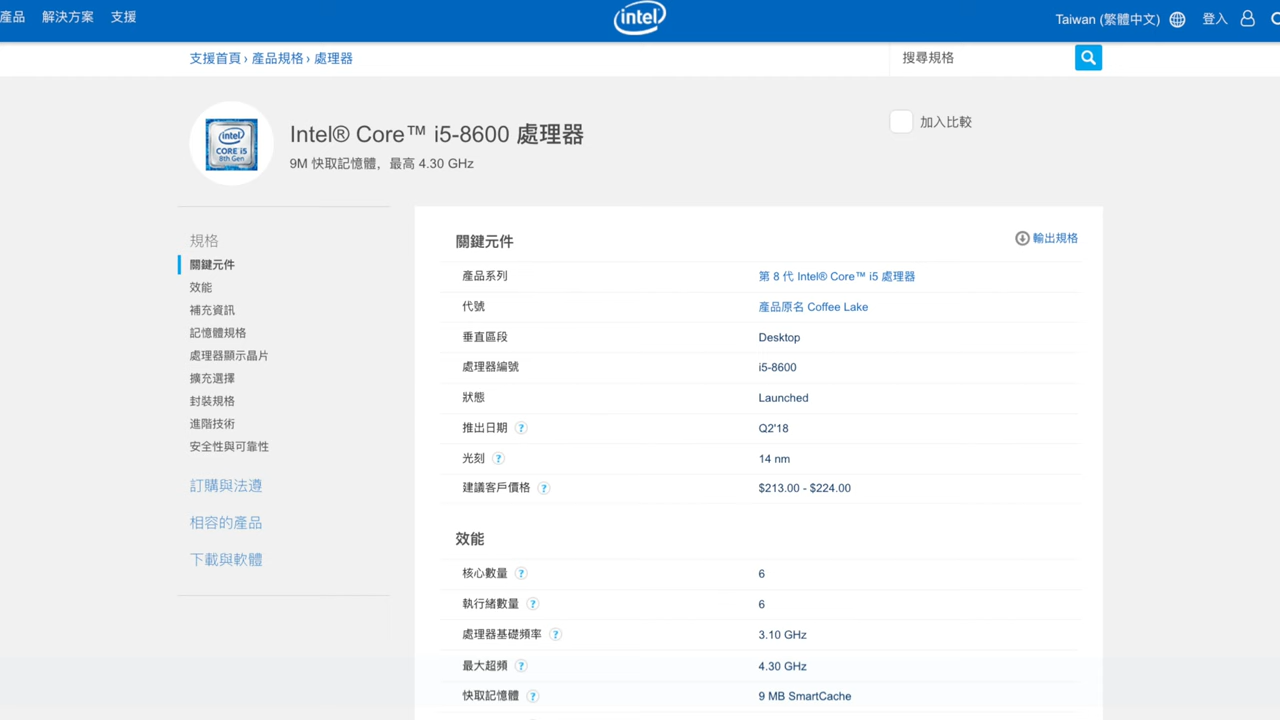 產品 解決方案 支援
intel
Taiwan (繁體中文) 登入
支援首頁 › 產品規格 › 處理器
搜尋規格
intel
CORE i5
8th Gen
Intel® Core™ i5-8600 處理器
9M 快取記憶體，最高 4.30 GHz
加入比較
規格
關鍵元件
效能
補充資訊
記憶體規格
處理器顯示晶片
擴充選擇
封裝規格
進階技術
安全性與可靠性
訂購與法遵
相容的產品
下載與軟體
關鍵元件
輸出規格
產品系列 第 8 代 Intel® Core™ i5 處理器
代號 產品原名 Coffee Lake
垂直區段 Desktop
處理器編號 i5-8600
狀態 Launched
推出日期 ? Q2'18
光刻 ? 14 nm
建議客戶價格 ? $213.00 - $224.00
效能
核心數量 ? 6
執行緒數量 ? 6
處理器基礎頻率 ? 3.10 GHz
最大超頻 ? 4.30 GHz
快取記憶體 ? 9 MB SmartCache